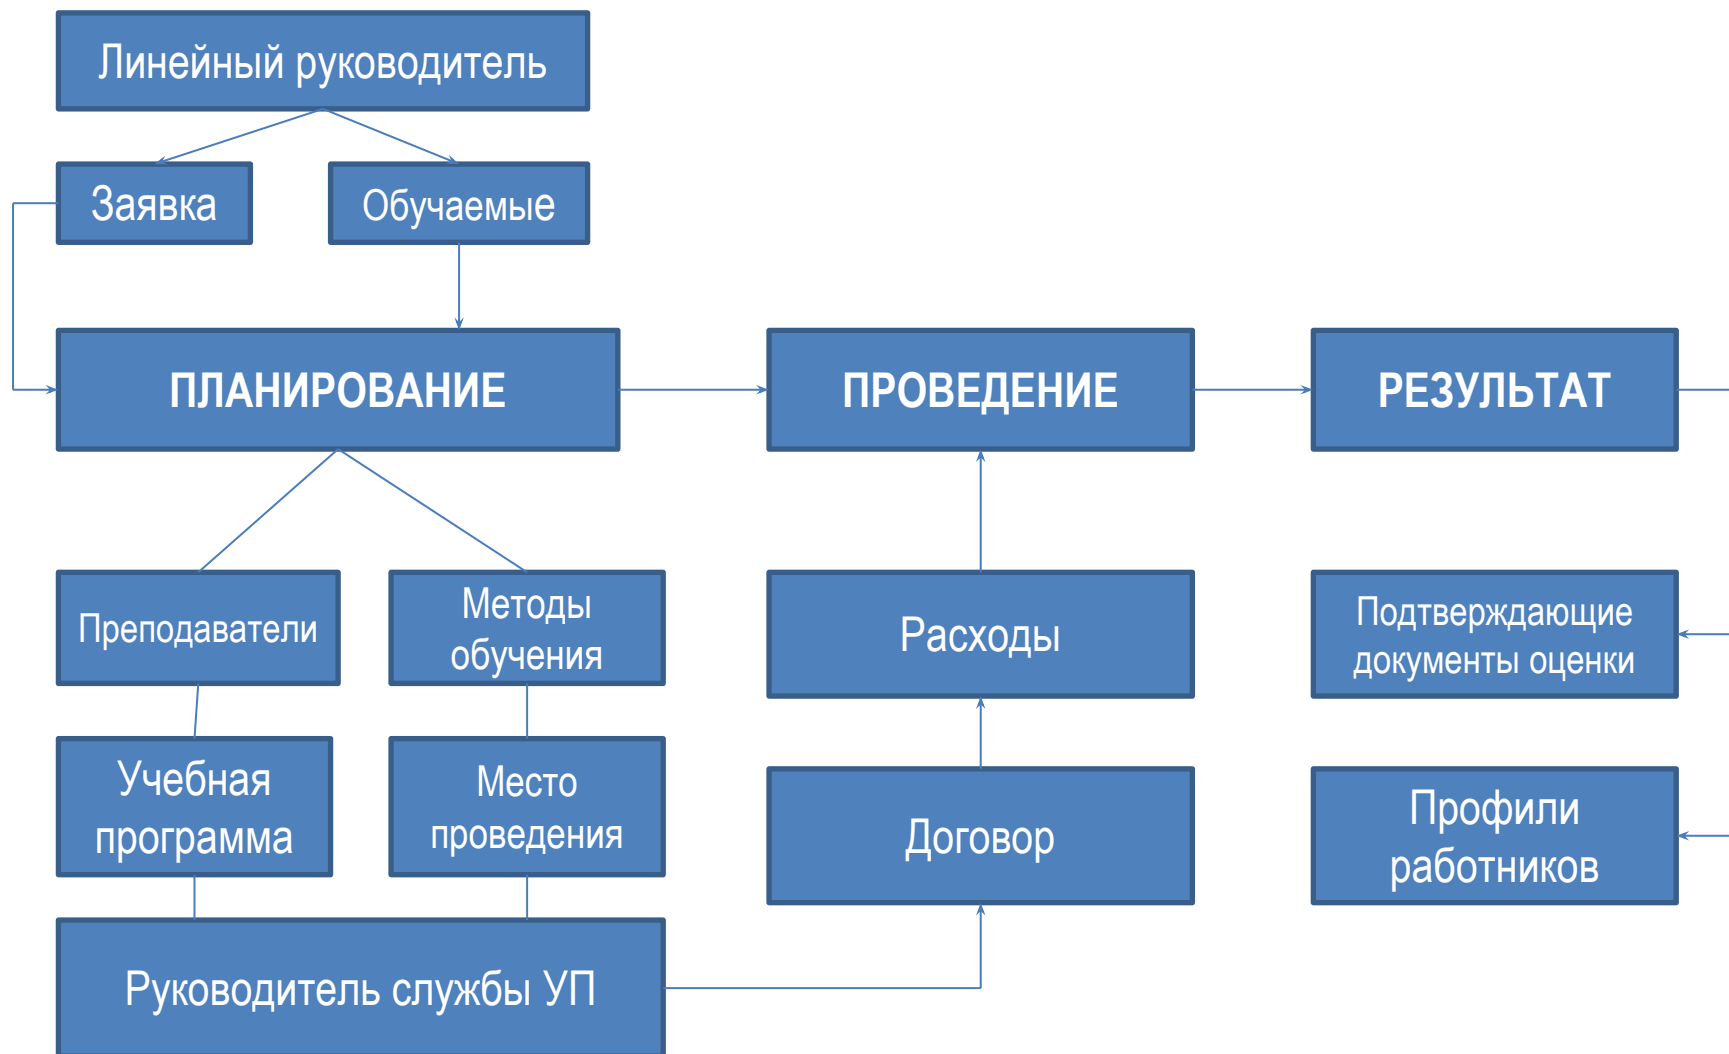 Линейный руководитель
Заявка
Обучаемые
ПЛАНИРОВАНИЕ
ПРОВЕДЕНИЕ
РЕЗУЛЬТАТ
Преподаватели
Методы
обучения
Расходы
Подтверждающие
документы оценки
Учебная
программа
Место
проведения
Договор
Профили
работников
Руководитель службы УП